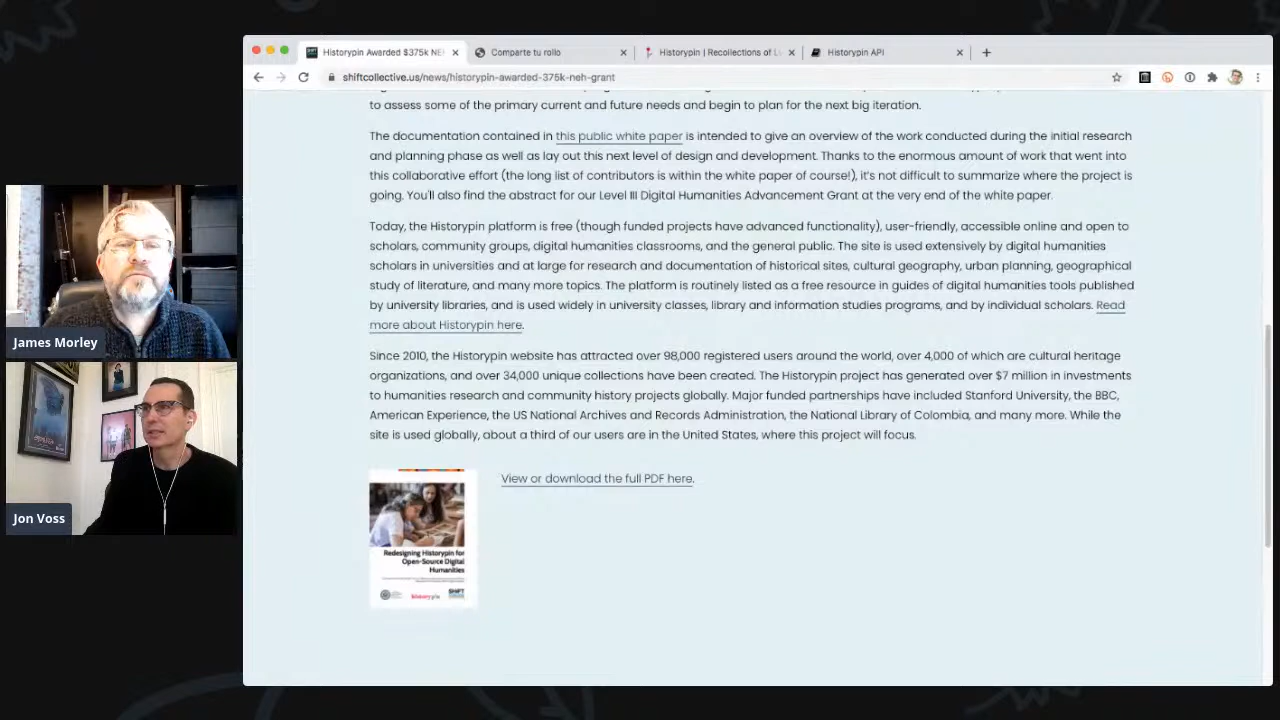 Historypin Awarded $375k NE
Comparte tu rollo
Historypin | Recollections of
Historypin API
shiftcollective.us/news/historypin-awarded-375k-neh-grant
to assess some of the primary current and future needs and begin to plan for the next big iteration.
The documentation contained in this public white paper is intended to give an overview of the work conducted during the initial research
and planning phase as well as lay out this next level of design and development. Thanks to the enormous amount of work that went into
this collaborative effort (the long list of contributors is within the white paper of course!), it's not difficult to summarize where the project is
going. You'll also find the abstract for our Level III Digital Humanities Advancement Grant at the very end of the white paper.
Today, the Historypin platform is free (though funded projects have advanced functionality), user-friendly, accessible online and open to
scholars, community groups, digital humanities classrooms, and the general public. The site is used extensively by digital humanities
scholars in universities and at large for research and documentation of historical sites, cultural geography, urban planning, geographical
study of literature, and many more topics. The platform is routinely listed as a free resource in guides of digital humanities tools published
by university libraries, and is used widely in university classes, library and information studies programs, and by individual scholars. Read
more about Historypin here.
Since 2010, the Historypin website has attracted over 98,000 registered users around the world, over 4,000 of which are cultural heritage
organizations, and over 34,000 unique collections have been created. The Historypin project has generated over $7 million in investments
to humanities research and community history projects globally. Major funded partnerships have included Stanford University, the BBC,
American Experience, the US National Archives and Records Administration, the National Library of Colombia, and many more. While the
site is used globally, about a third of our users are in the United States, where this project will focus.
View or download the full PDF here.
Redesigning Historypin for
Open-Source Digital
Humanities
historypin
SHIFT
James Morley
Jon Voss